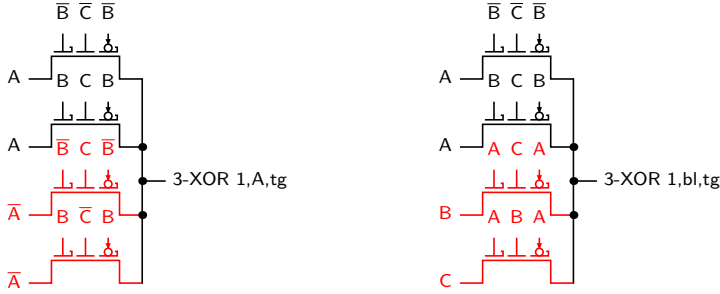 B̅ C̅ B̅
A
B C B
A
B̅ C B̅
3-XOR 1,A,tg
A̅
B C̅ B
A̅
B̅ C̅ B̅
A
B C B
A
A C A
3-XOR 1,bl,tg
B
A B A
C